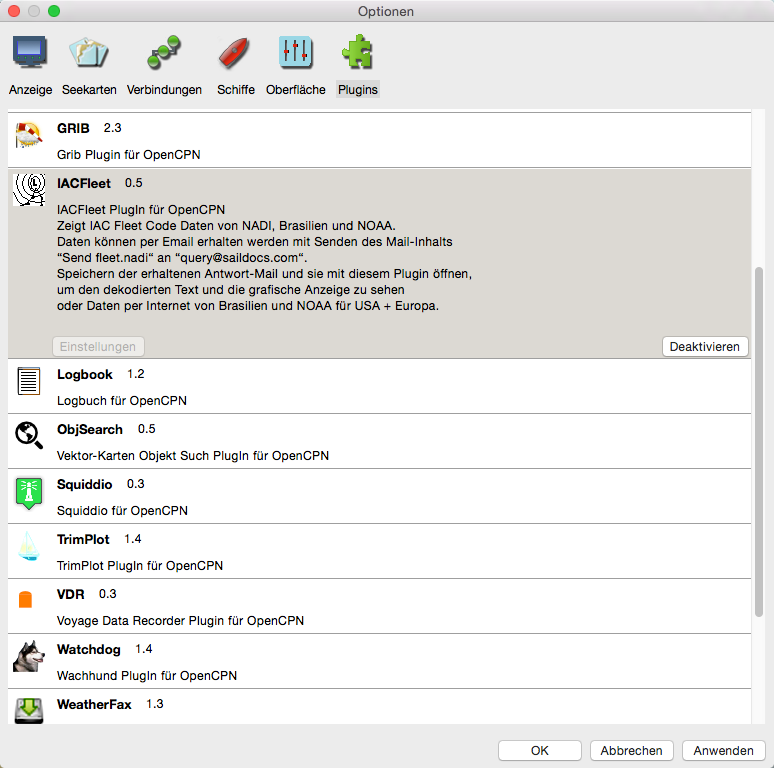 Optionen
Anzeige Seekarten Verbindungen Schiffe Oberfläche Plugins
GRIB 2.3
Grib Plugin für OpenCPN
IACFleet 0.5
IACFleet PlugIn für OpenCPN
Zeigt IAC Fleet Code Daten von NADI, Brasilien und NOAA.
Daten können per Email erhalten werden mit Senden des Mail-Inhalts
“Send fleet.nadi“ an “query@saildocs.com“.
Speichern der erhaltenen Antwort-Mail und sie mit diesem Plugin öffnen,
um den dekodierten Text und die grafische Anzeige zu sehen
oder Daten per Internet von Brasilien und NOAA für USA + Europa.
Einstellungen Deaktivieren
Logbook 1.2
Logbuch für OpenCPN
ObjSearch 0.5
Vektor-Karten Objekt Such PlugIn für OpenCPN
Squiddio 0.3
Squiddio für OpenCPN
TrimPlot 1.4
TrimPlot PlugIn für OpenCPN
VDR 0.3
Voyage Data Recorder Plugin für OpenCPN
Watchdog 1.4
Wachhund PlugIn für OpenCPN
WeatherFax 1.3
OK Abbrechen Anwenden